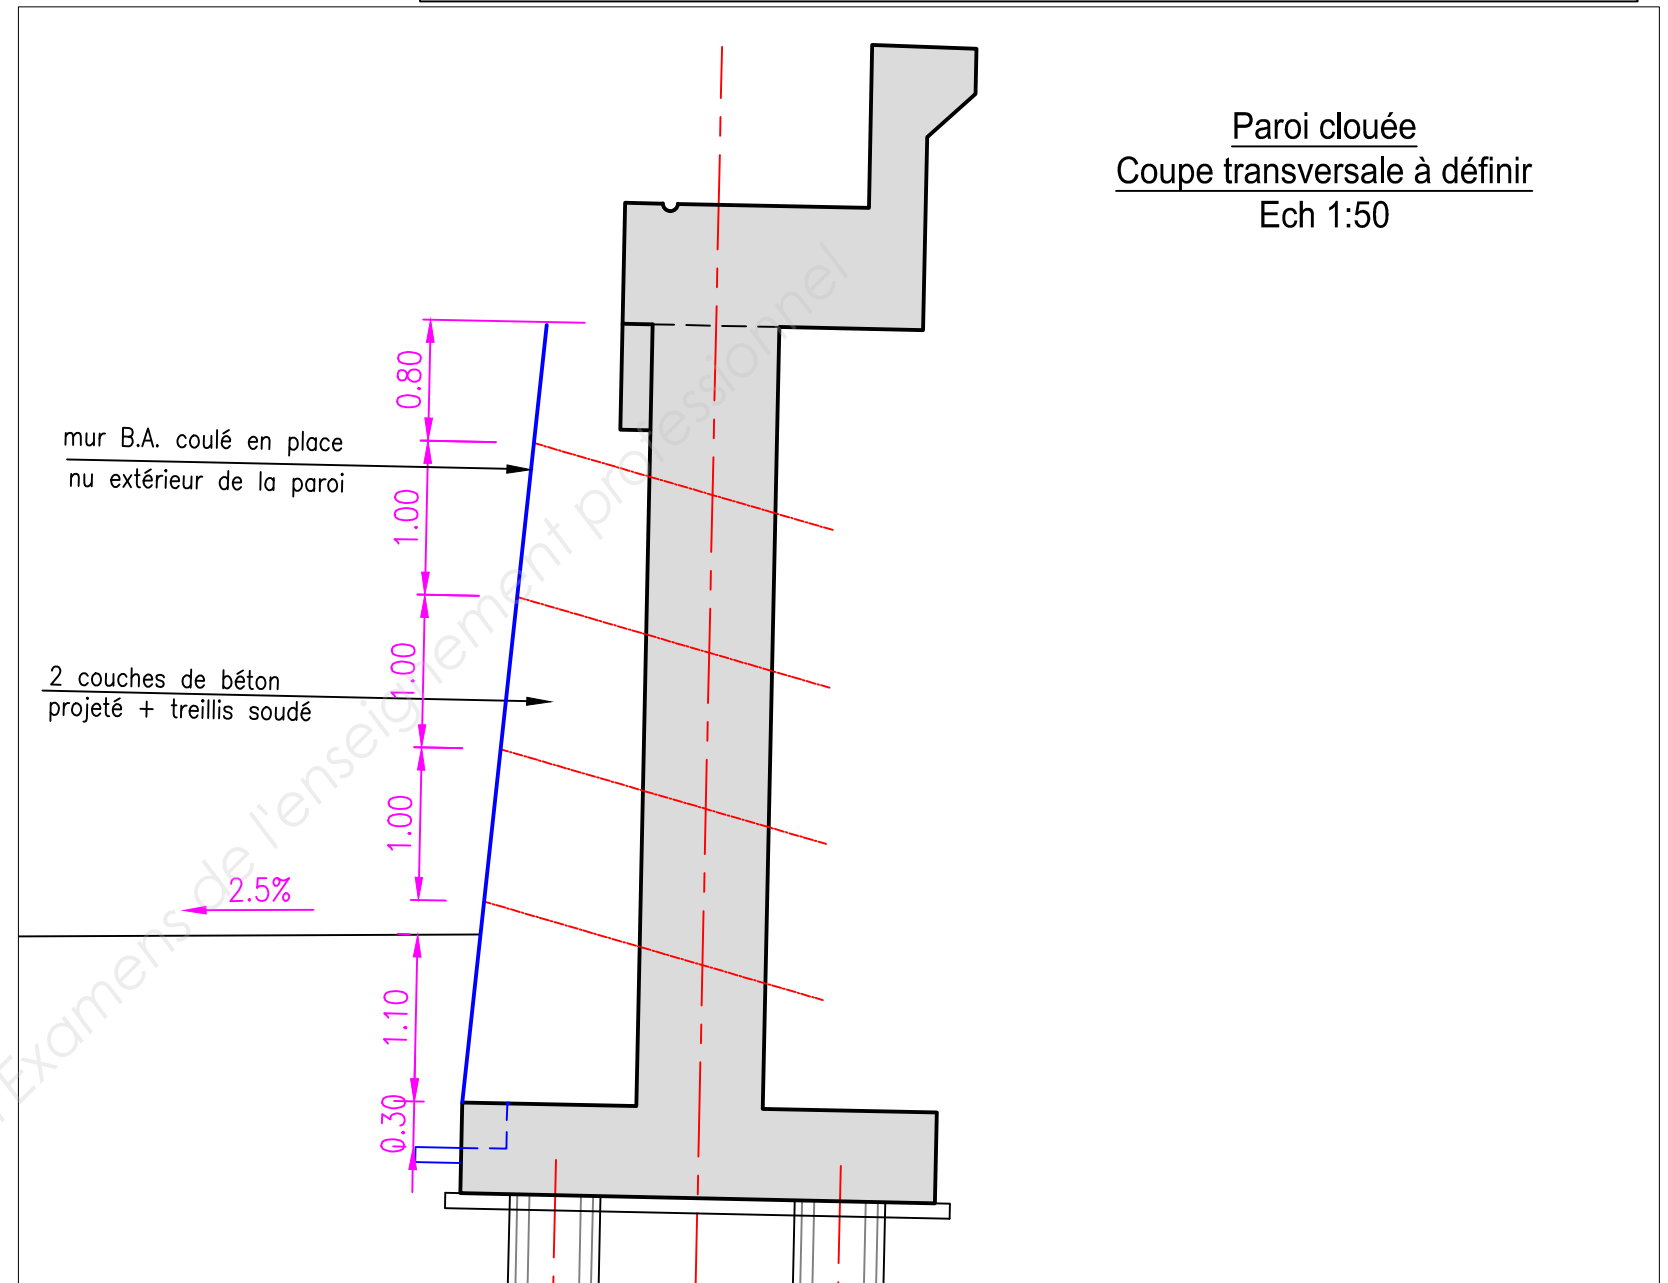 Paroi clouée
Coupe transversale à définir
Ech 1:50
0.80
mur B.A. coulé en place
nu extérieur de la paroi
1.00
2 couches de béton
projeté + treillis soudé
1.00
1.00
2.5%
1.10
0.30
Examens de l'enseignement professionnel